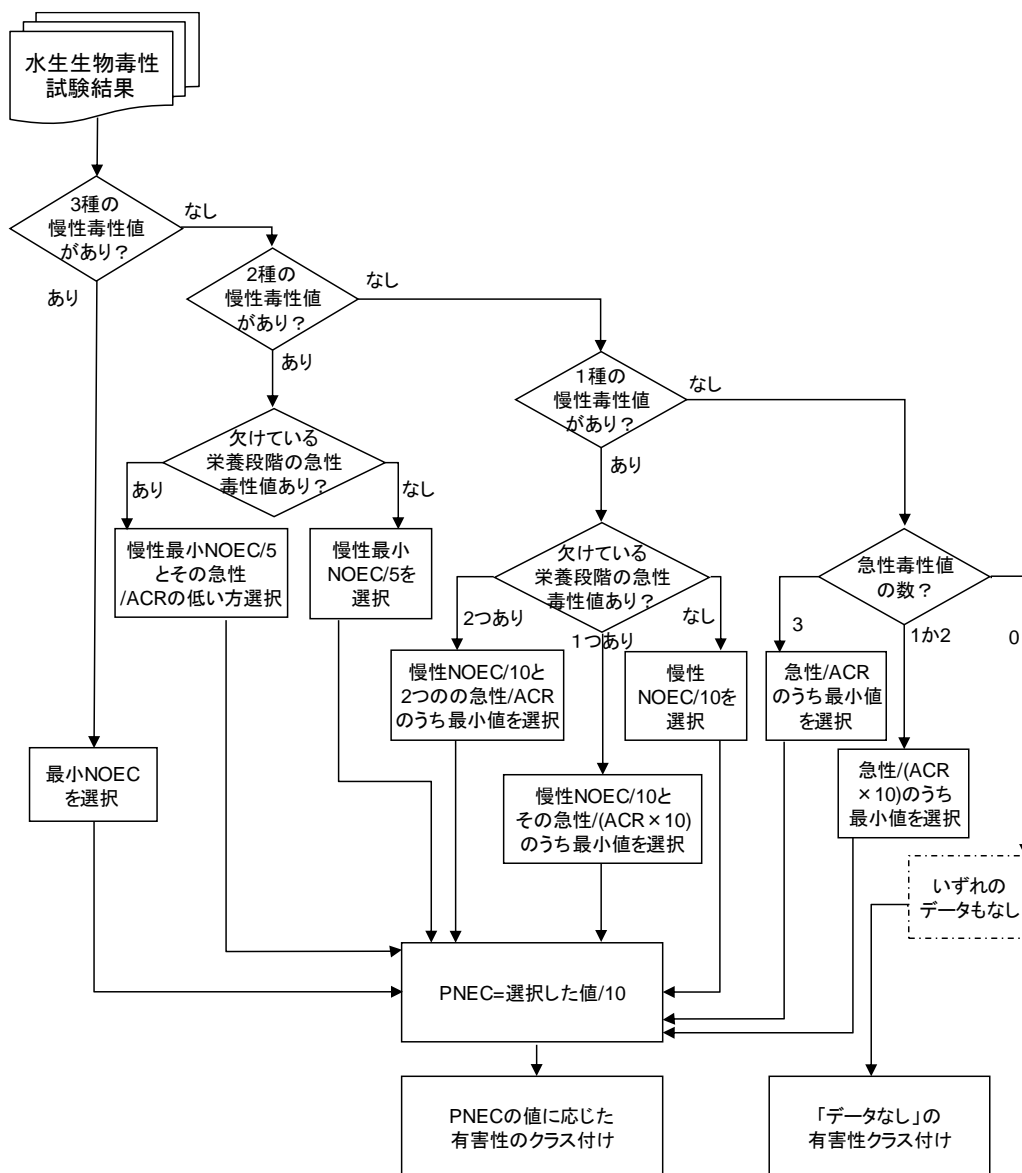 水生生物毒性
試験結果
3種の
慢性毒性値
があり？
なし
あり
2種の
慢性毒性値
があり？
なし
あり
1種の
慢性毒性値
があり？
なし
あり
欠けている
栄養段階の急性
毒性値あり？
あり
なし
慢性最小NOEC/5
とその急性
/ACRの低い方選択
慢性最小
NOEC/5を
選択
欠けている
栄養段階の急性
毒性値あり？
2つあり
1つあり
なし
急性毒性値
の数？
3
1か2
0
慢性NOEC/10と
2つのの急性/ACR
のうち最小値を選択
慢性
NOEC/10を
選択
急性/ACR
のうち最小値
を選択
最小NOEC
を選択
慢性NOEC/10と
その急性/(ACR×10)
のうち最小値を選択
急性/(ACR
×10)のうち
最小値を選択
いずれの
データもなし
PNEC=選択した値/10
PNECの値に応じた
有害性のクラス付け
「データなし」の
有害性クラス付け